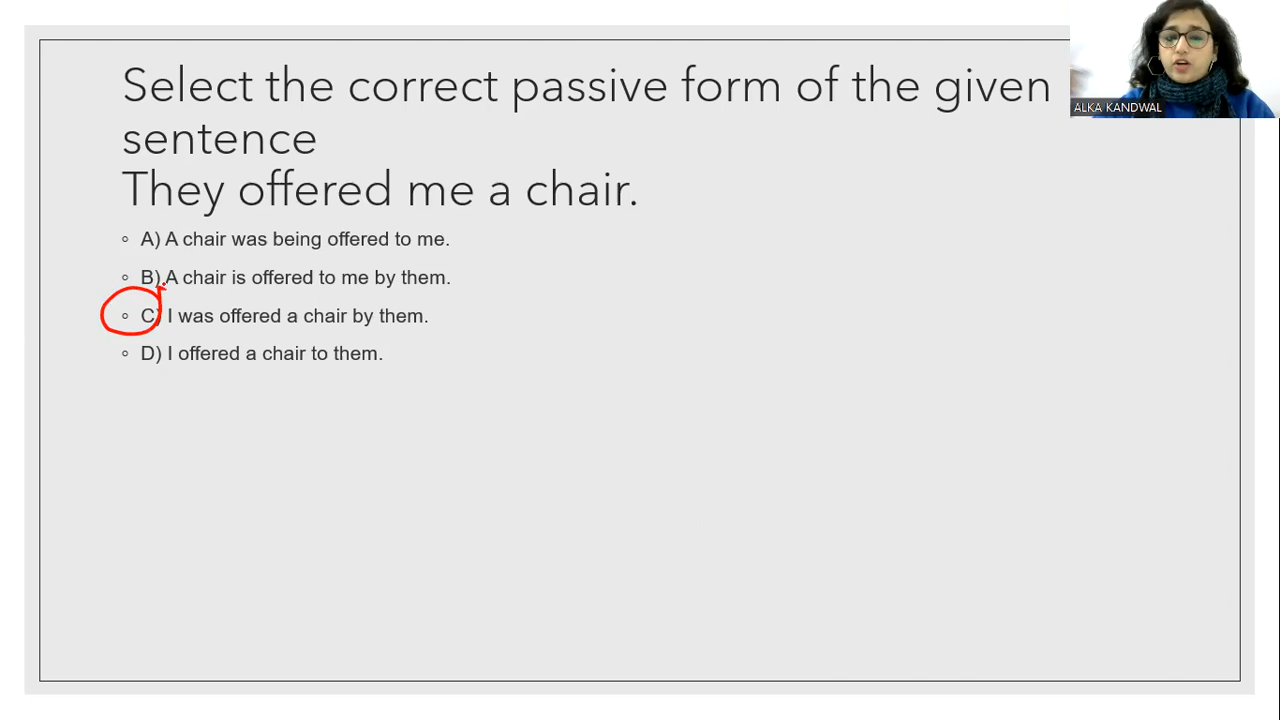 Select the correct passive form of the given
sentence
They offered me a chair.
A) A chair was being offered to me.
B) A chair is offered to me by them.
C) I was offered a chair by them.
D) I offered a chair to them.
ALKA KANDWAL